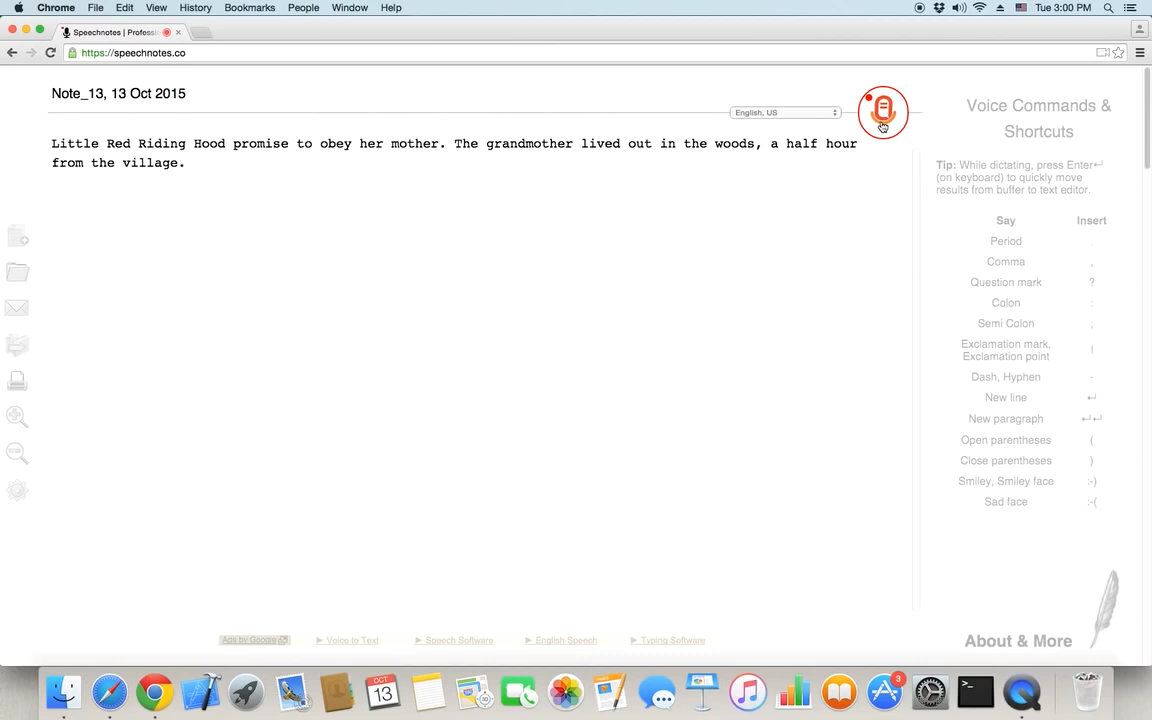 Chrome File Edit View History Bookmarks People Window Help Tue 3:00 PM
Speechnotes | Profess
https://speechnotes.co
Note_13, 13 Oct 2015
English, US
Little Red Riding Hood promise to obey her mother. The grandmother lived out in the woods, a half hour
from the village.
Voice Commands &
Shortcuts
Tip: While dictating, press Enter↵
(on keyboard) to quickly move
results from buffer to text editor.
Say Insert
Period .
Comma ,
Question mark ?
Colon :
Semi Colon ;
Exclamation mark,
Exclamation point !
Dash, Hyphen -
New line ↵
New paragraph ↵↵
Open parentheses (
Close parentheses )
Smiley, Smiley face :-)
Sad face :-(
Ads by Google ► Voice to Text ► Speech Software ► English Speech ► Typing Software
About & More
OCT
13
3